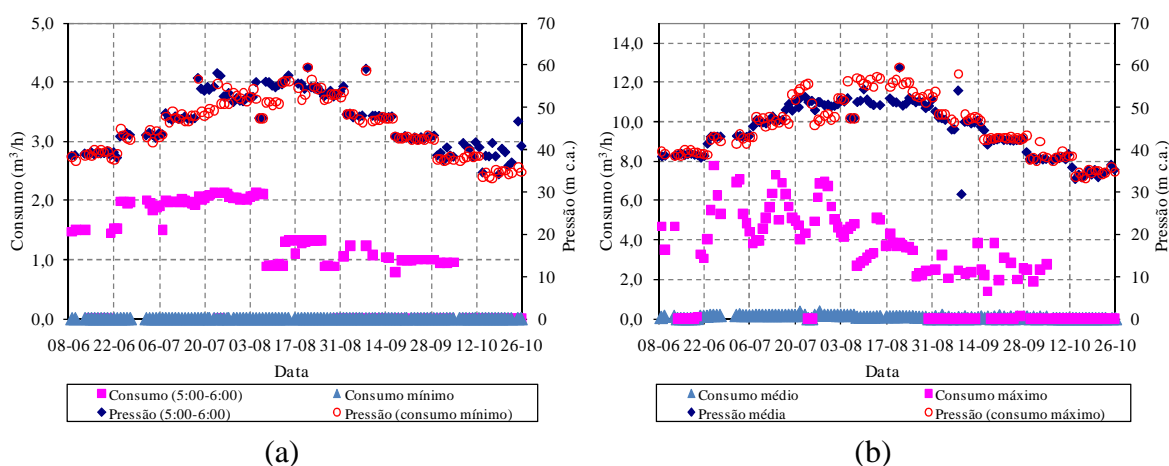 5,0
4,0
3,0
2,0
1,0
0,0
Consumo (m³/h)
70
60
50
40
30
20
10
0
Pressão (m c.a.)
08-06 22-06 06-07 20-07 03-08 17-08 31-08 14-09 28-09 12-10 26-10
Data
Consumo (5:00-6:00) Consumo mínimo
Pressão (5:00-6:00) Pressão (consumo mínimo)
(a)
14,0
12,0
10,0
8,0
6,0
4,0
2,0
0,0
Consumo (m³/h)
70
60
50
40
30
20
10
0
Pressão (m c.a.)
08-06 22-06 06-07 20-07 03-08 17-08 31-08 14-09 28-09 12-10 26-10
Data
Consumo médio Consumo máximo
Pressão média Pressão (consumo máximo)
(b)